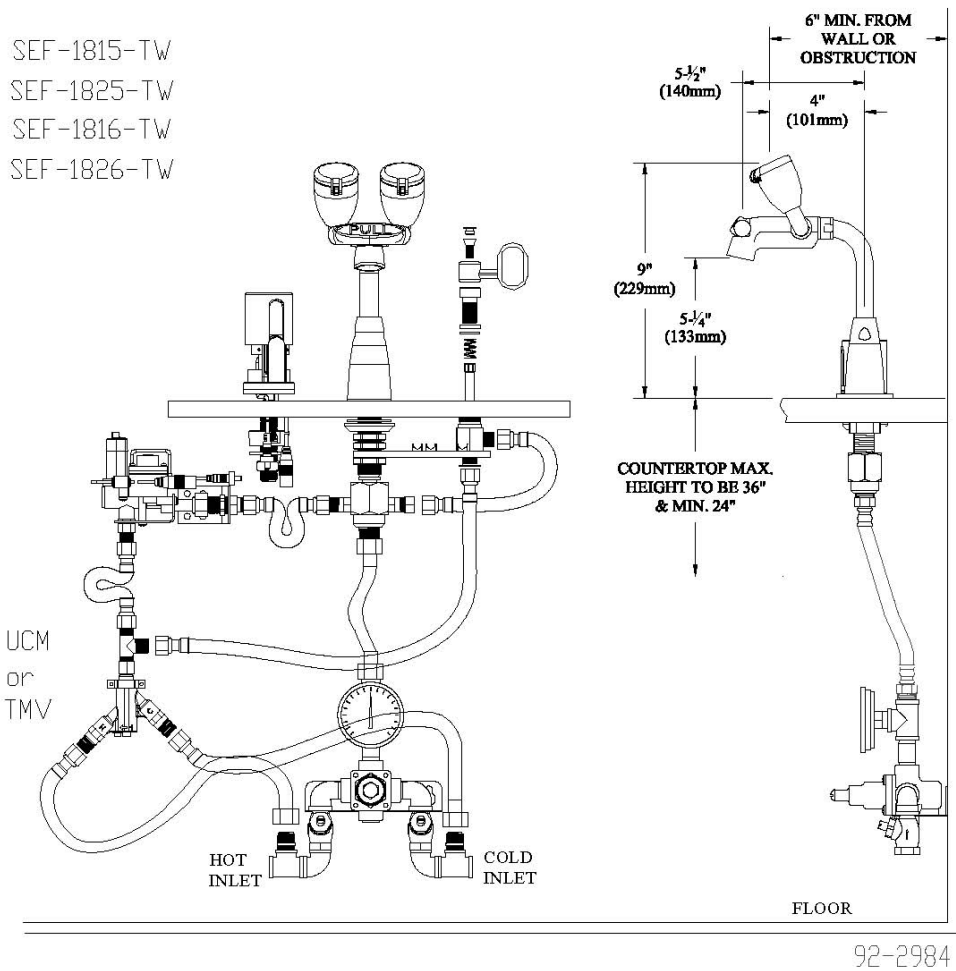 SEF-1815-TW
SEF-1825-TW
SEF-1816-TW
SEF-1826-TW
6" MIN. FROM
WALL OR
OBSTRUCTION
5-½"
(140mm)
4"
(101mm)
PULL
9"
(229mm)
5-¼"
(133mm)
COUNTERTOP MAX.
HEIGHT TO BE 36"
& MIN. 24"
UCM
or
TMV
H
C
HOT
INLET
COLD
INLET
FLOOR
92-2984